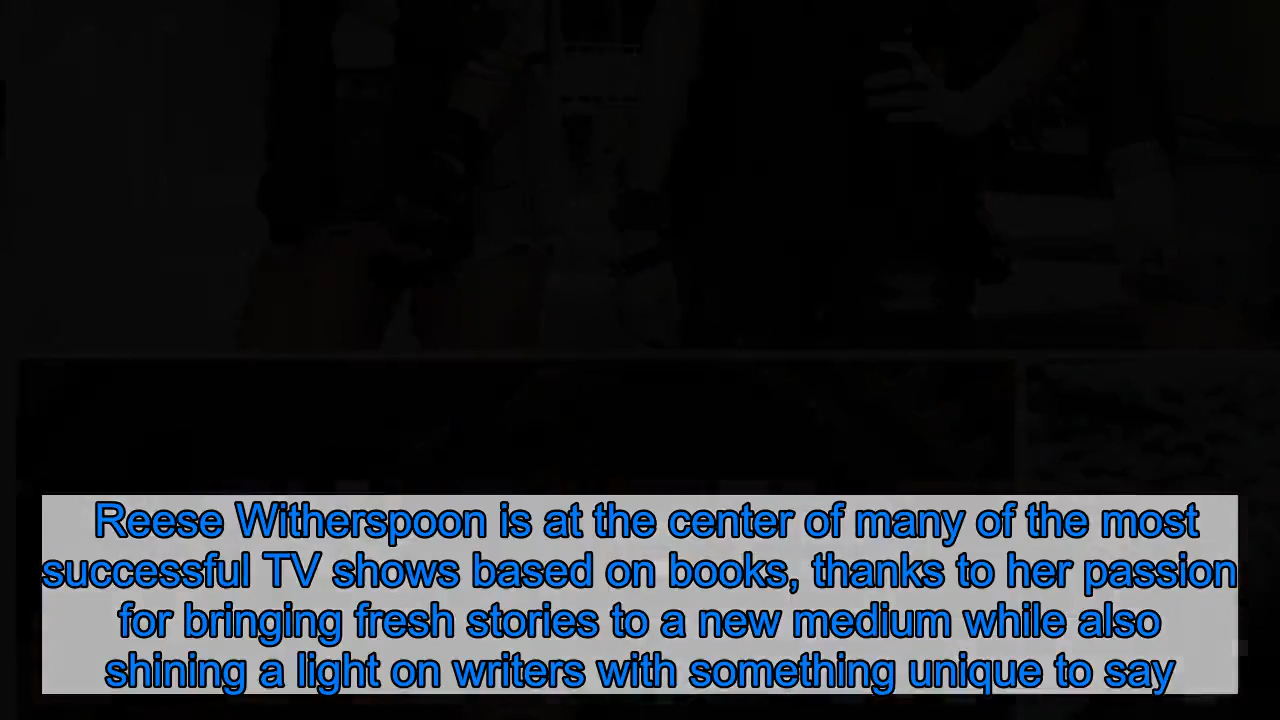 Reese Witherspoon is at the center of many of the most
successful TV shows based on books, thanks to her passion
for bringing fresh stories to a new medium while also
shining a light on writers with something unique to say